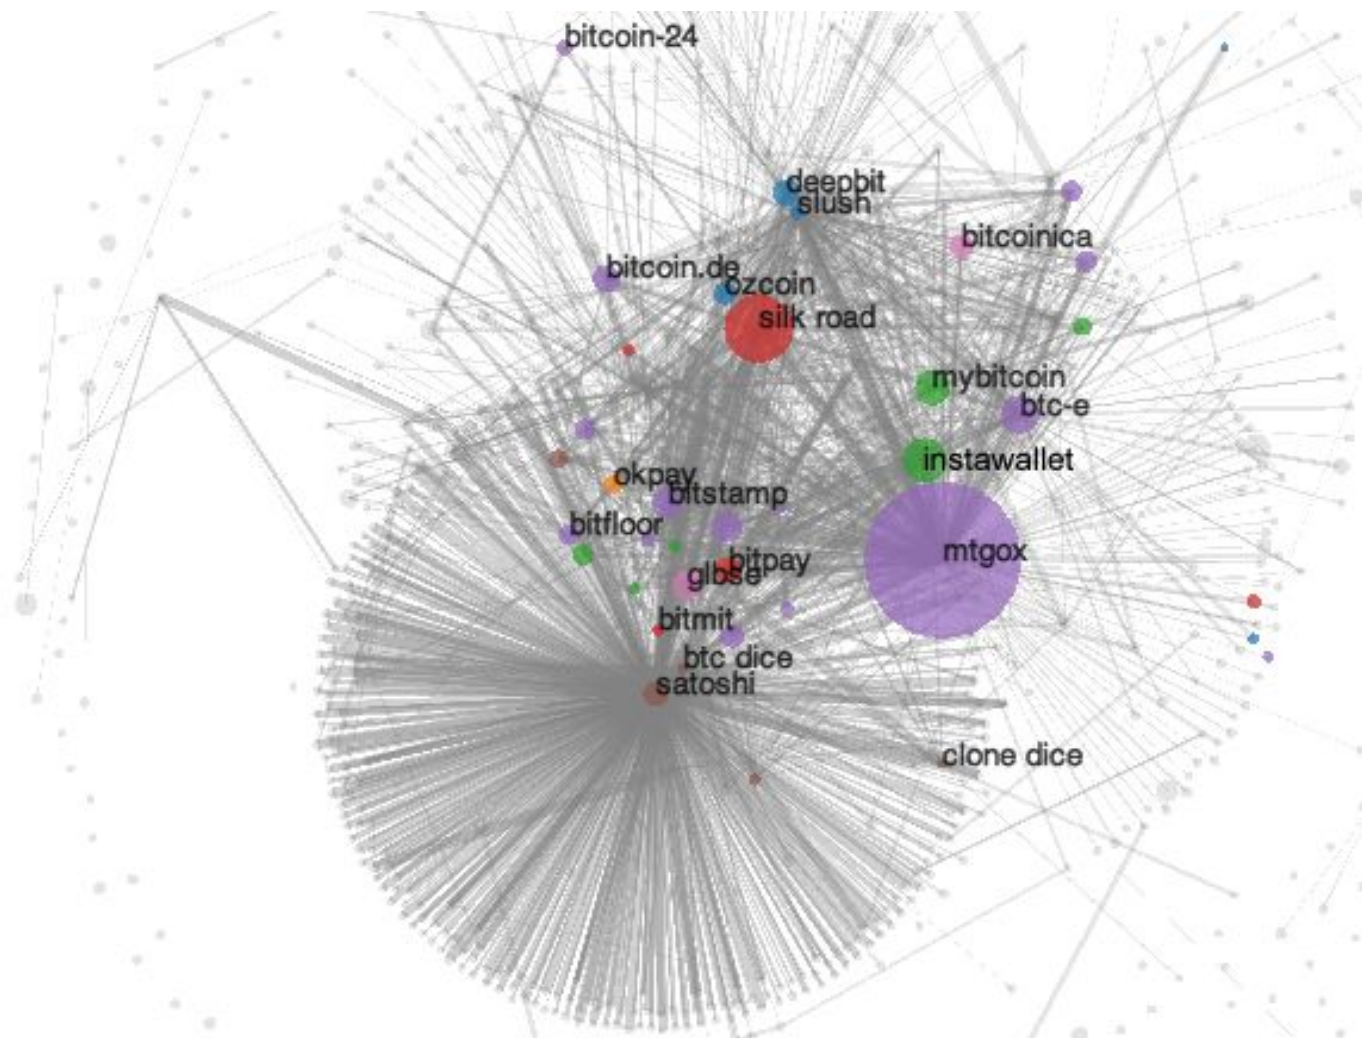 bitcoin-24
deepbit
slush
bitcoinica
bitcoin.de
ozcoin
silk road
mybitcoin
btc-e
instawallet
okpay
bitstamp
bitfloor
mtgox
bitpay
glbse
bitmit
btc dice
satoshi
clone dice